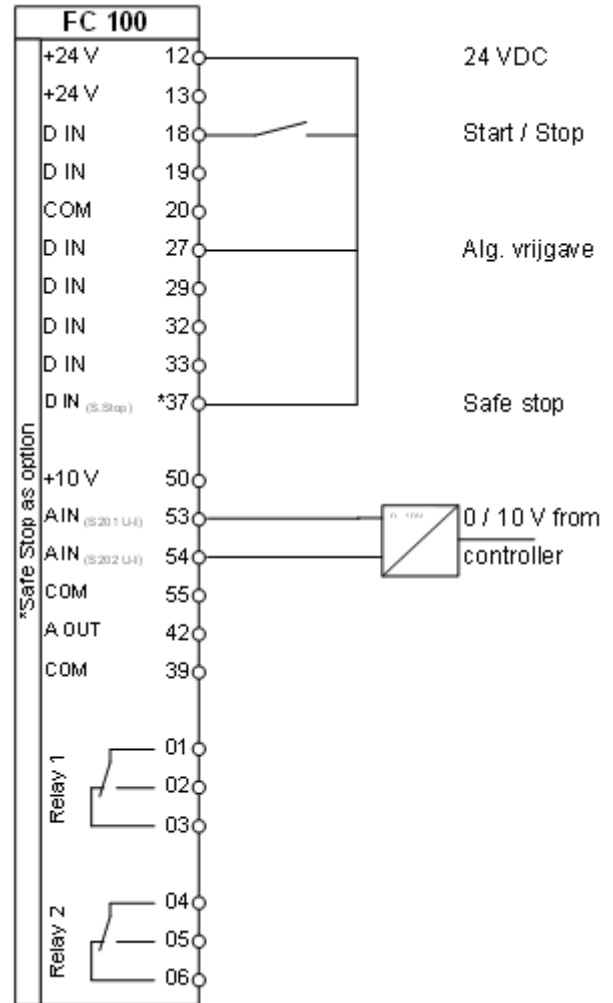 FC 100
+24 V 12 24 VDC
+24 V 13
D IN 18 Start / Stop
D IN 19
COM 20
D IN 27 Alg. vrijgave
D IN 29
D IN 32
D IN 33
D IN (S.Stop) *37 Safe stop
*Safe Stop as option
+10 V 50
AIN (S201 U-I) 53 0 / 10 V from
AIN (S202 U-I) 54 controller
COM 55
A OUT 42
COM 39
Relay 1
01
02
03
Relay 2
04
05
06